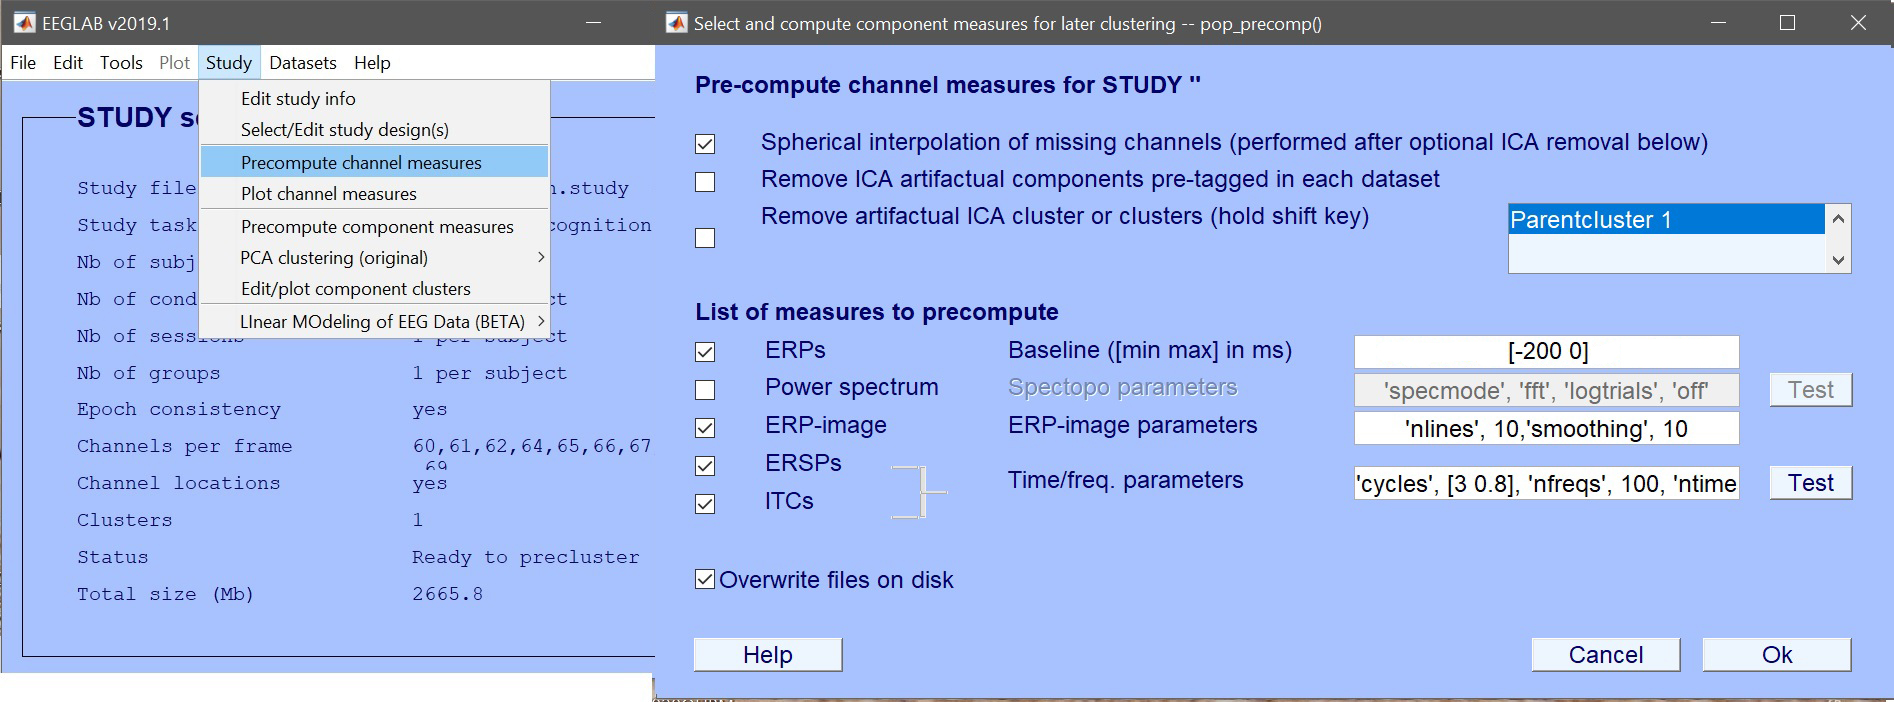 EEGLAB v2019.1
File Edit Tools Plot Study Datasets Help
Edit study info
Select/Edit study design(s)
Precompute channel measures
Plot channel measures
Precompute component measures
PCA clustering (original)
Edit/plot component clusters
LInear MOdeling of EEG Data (BETA)
STUDY
Study file n.study
Study task cognition
Nb of subj
Nb of cond ct
Nb of sessions 1 per subject
Nb of groups 1 per subject
Epoch consistency yes
Channels per frame 60,61,62,64,65,66,67
69
Channel locations yes
Clusters 1
Status Ready to precluster
Total size (Mb) 2665.8
Select and compute component measures for later clustering -- pop_precomp()
Pre-compute channel measures for STUDY ''
Spherical interpolation of missing channels (performed after optional ICA removal below)
Remove ICA artifactual components pre-tagged in each dataset
Remove artifactual ICA cluster or clusters (hold shift key)
Parentcluster 1
List of measures to precompute
ERPs Baseline ([min max] in ms) [-200 0]
Power spectrum Spectopo parameters 'specmode', 'fft', 'logtrials', 'off' Test
ERP-image ERP-image parameters 'nlines', 10,'smoothing', 10
ERSPs
Time/freq. parameters 'cycles', [3 0.8], 'nfreqs', 100, 'ntime Test
ITCs
Overwrite files on disk
Help Cancel Ok